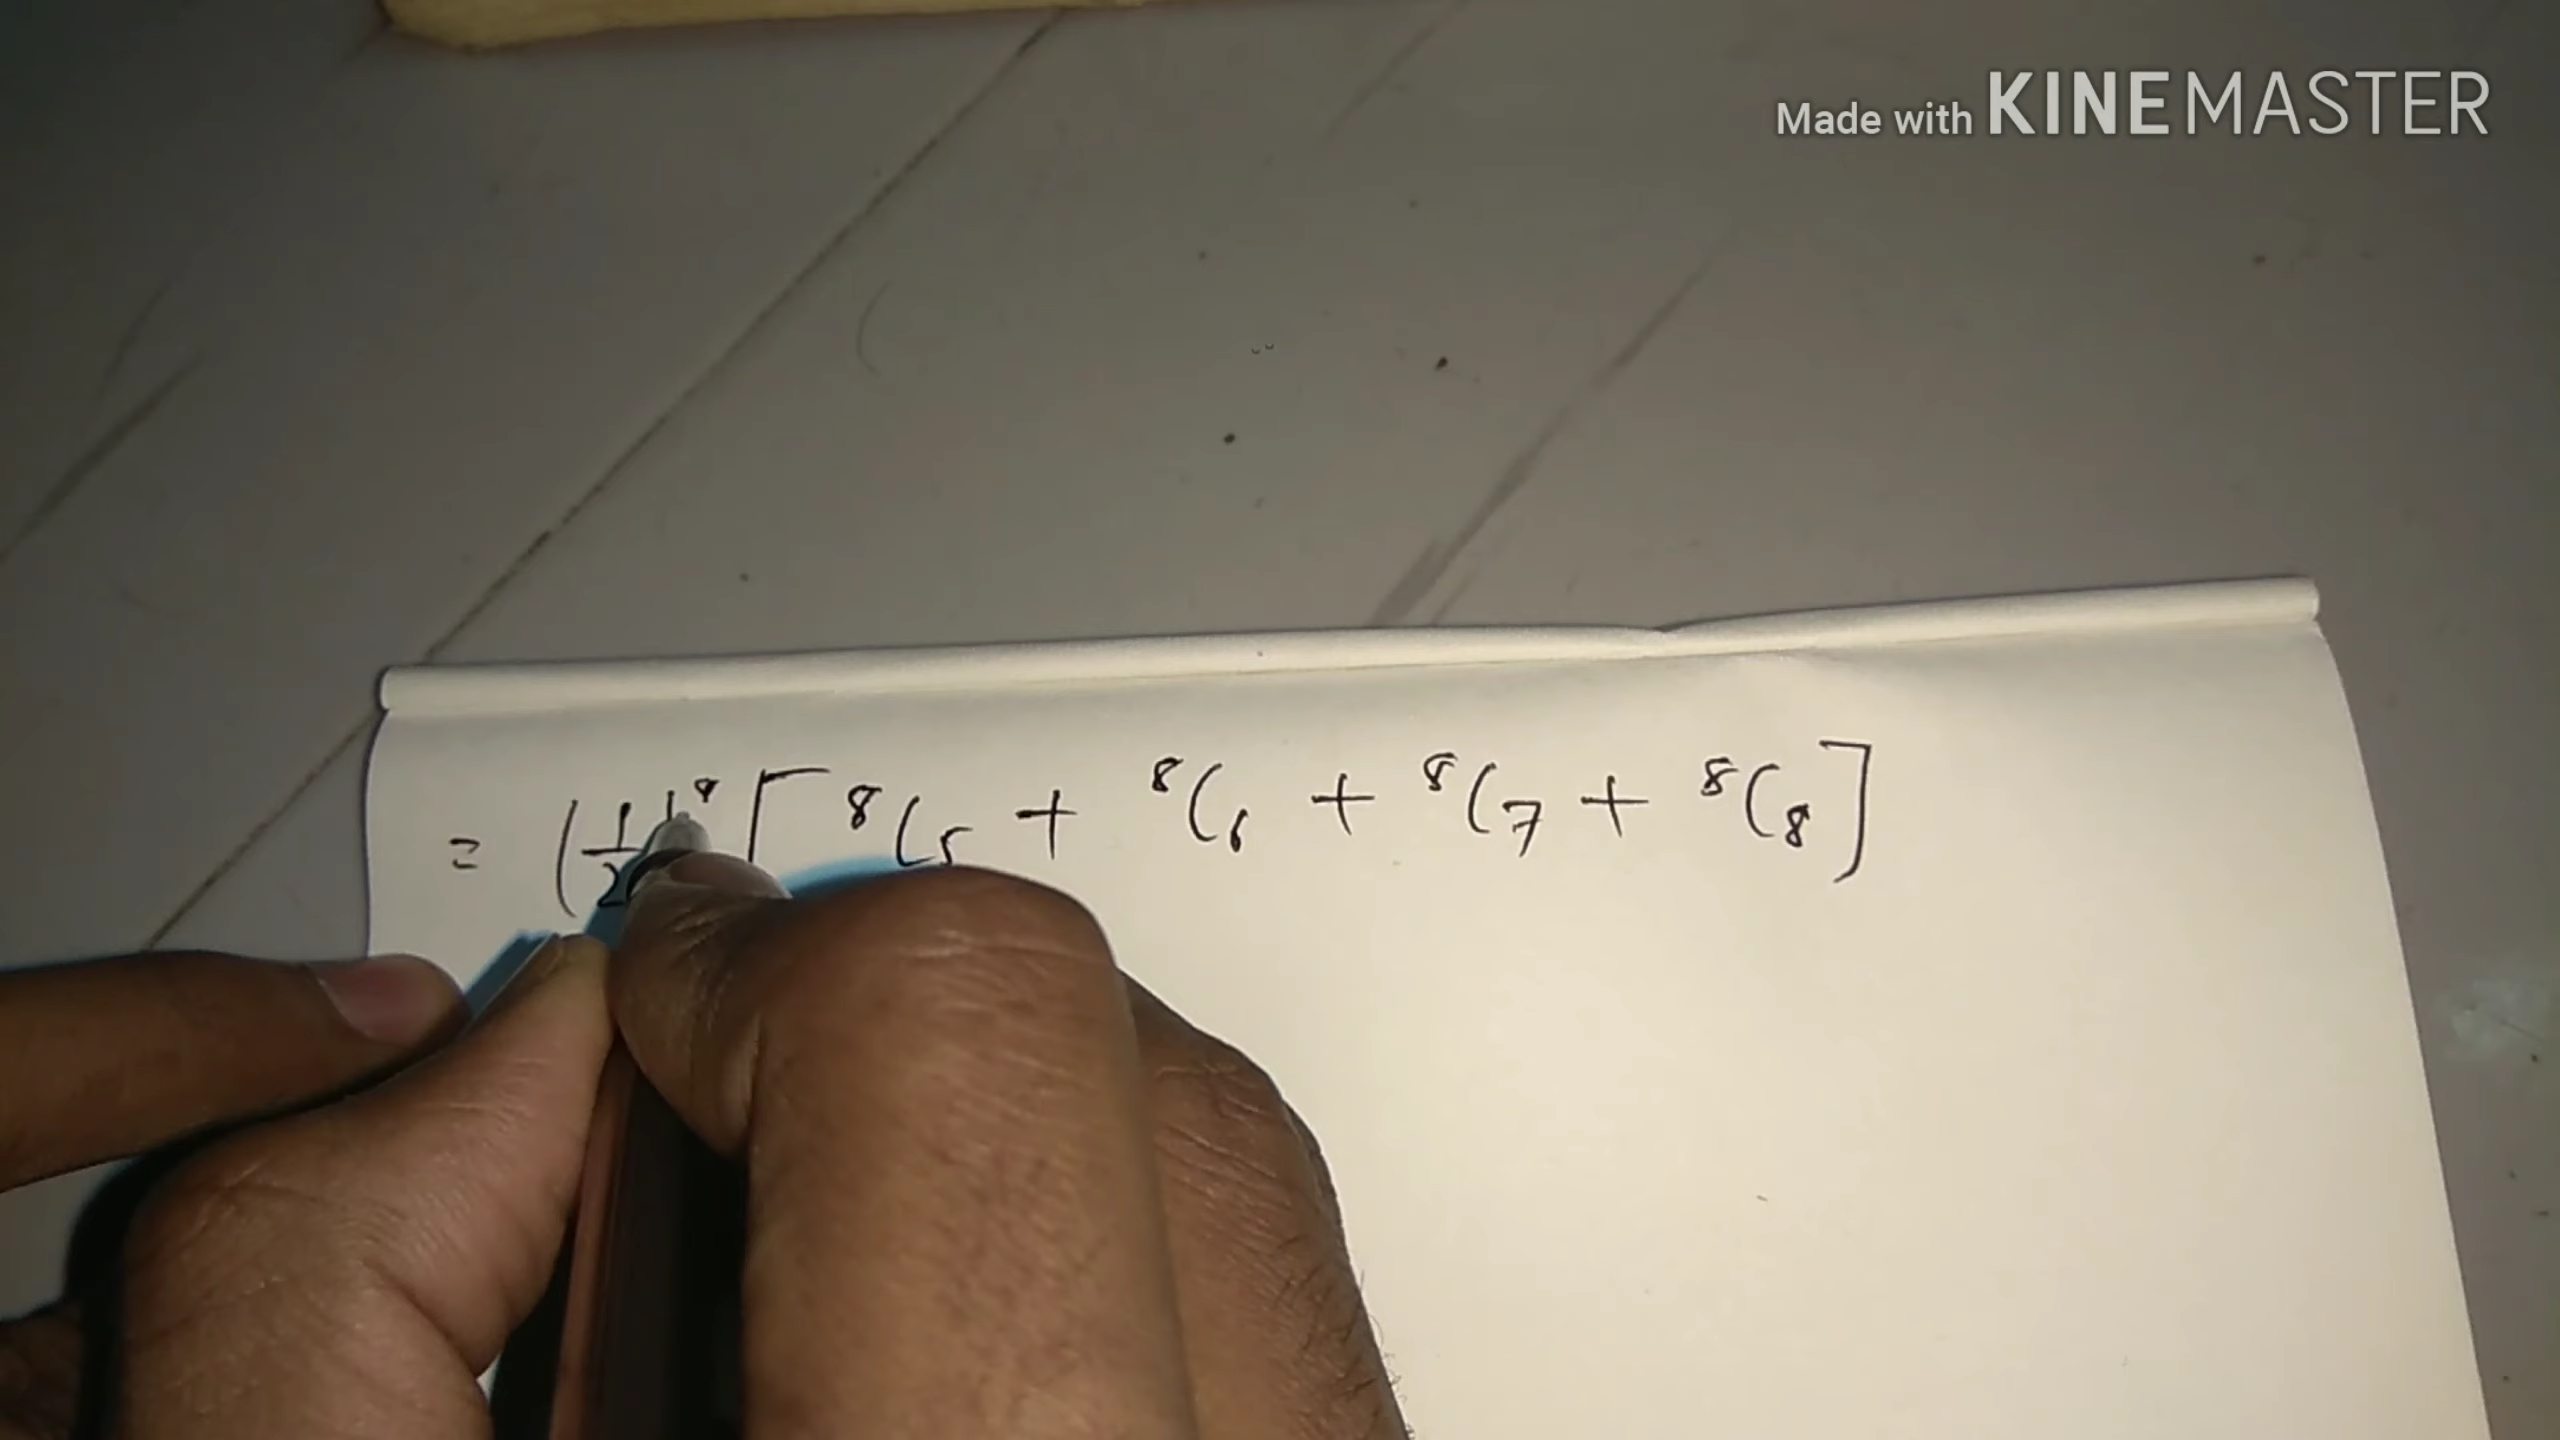 Made with KINEMASTER
= (1/2)⁸ [ ⁸C₅ + ⁸C₆ + ⁸C₇ + ⁸C₈ ]